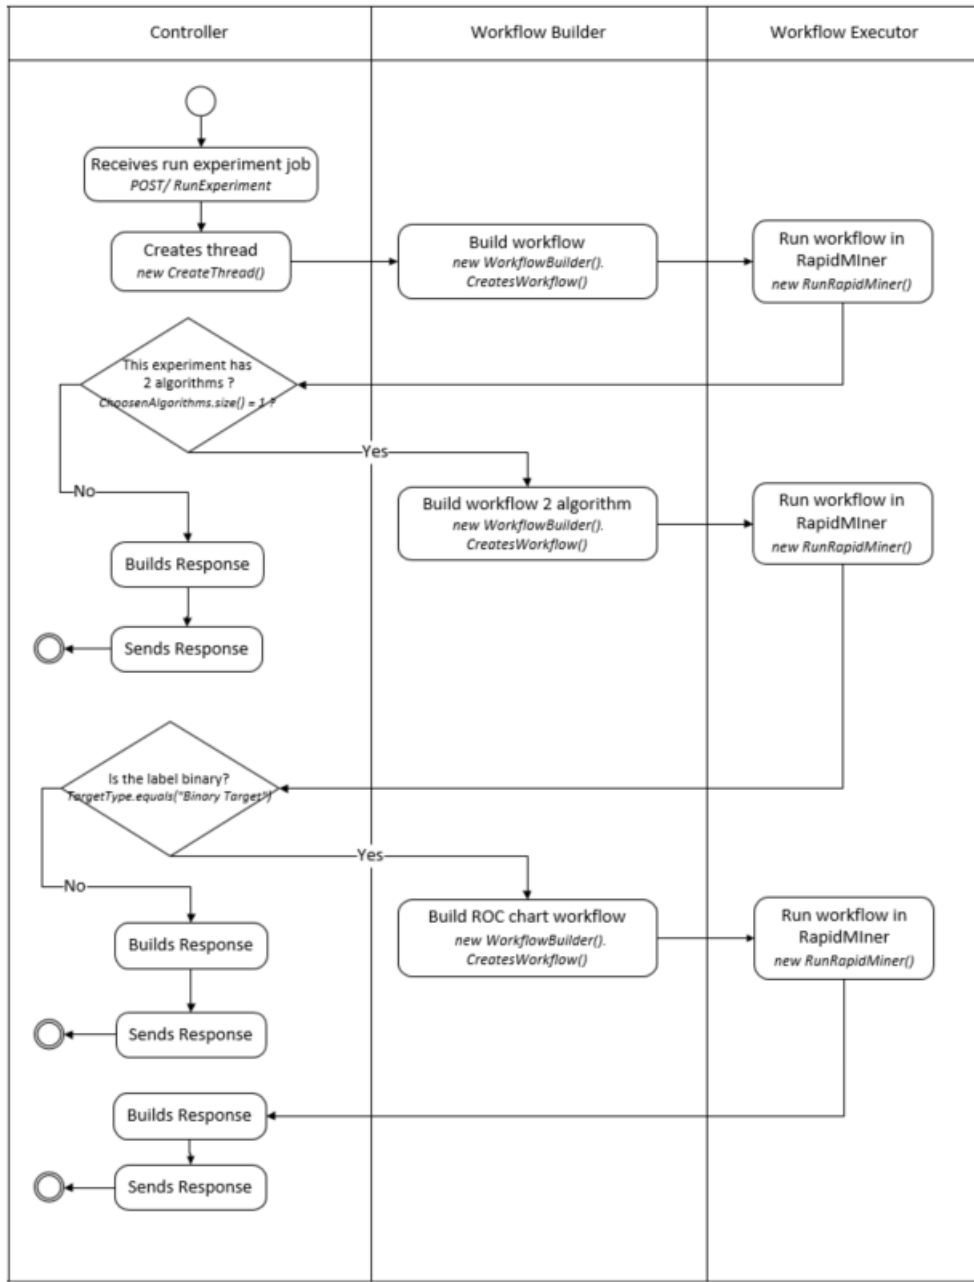 Controller
Workflow Builder
Workflow Executor
Receives run experiment job
POST/ RunExperiment
Creates thread
new CreateThread()
Build workflow
new WorkflowBuilder().
CreatesWorkflow()
Run workflow in
RapidMIner
new RunRapidMiner()
This experiment has
2 algorithms ?
ChoosenAlgorithms.size() = 1 ?
Yes
No
Build workflow 2 algorithm
new WorkflowBuilder().
CreatesWorkflow()
Run workflow in
RapidMIner
new RunRapidMiner()
Builds Response
Sends Response
Is the label binary?
TargetType.equals("Binary Target")
Yes
No
Build ROC chart workflow
new WorkflowBuilder().
CreatesWorkflow()
Run workflow in
RapidMIner
new RunRapidMiner()
Builds Response
Sends Response
Builds Response
Sends Response